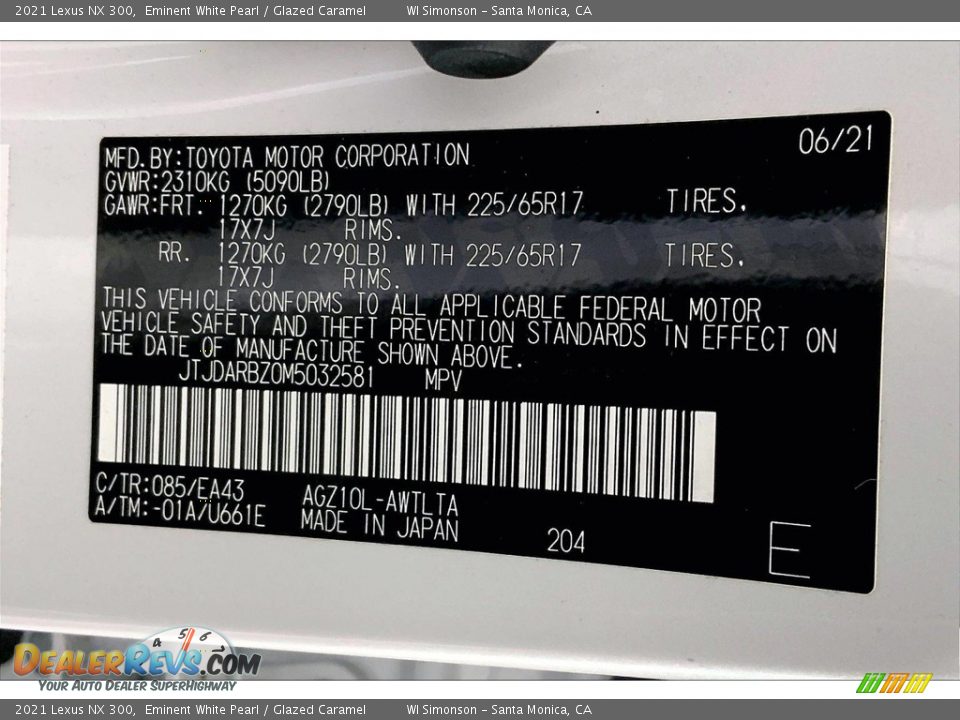 2021 Lexus NX 300, Eminent White Pearl / Glazed Caramel WI Simonson - Santa Monica, CA
06/21
MFD.BY:TOYOTA MOTOR CORPORATION
GVWR:2310KG (5090LB)
GAWR:FRT. 1270KG (2790LB) WITH 225/65R17 TIRES.
17X7J RIMS.
RR. 1270KG (2790LB) WITH 225/65R17 TIRES.
17X7J RIMS.
THIS VEHICLE CONFORMS TO ALL APPLICABLE FEDERAL MOTOR
VEHICLE SAFETY AND THEFT PREVENTION STANDARDS IN EFFECT ON
THE DATE OF MANUFACTURE SHOWN ABOVE.
JTJDARBZ0M5032581 MPV
C/TR:085/EA43 AGZ10L-AWTLTA
A/TM:-01A/U661E MADE IN JAPAN
204
E
4 5 6
DEALERREVS.COM
YOUR AUTO DEALER SUPERHIGHWAY
2021 Lexus NX 300, Eminent White Pearl / Glazed Caramel WI Simonson - Santa Monica, CA